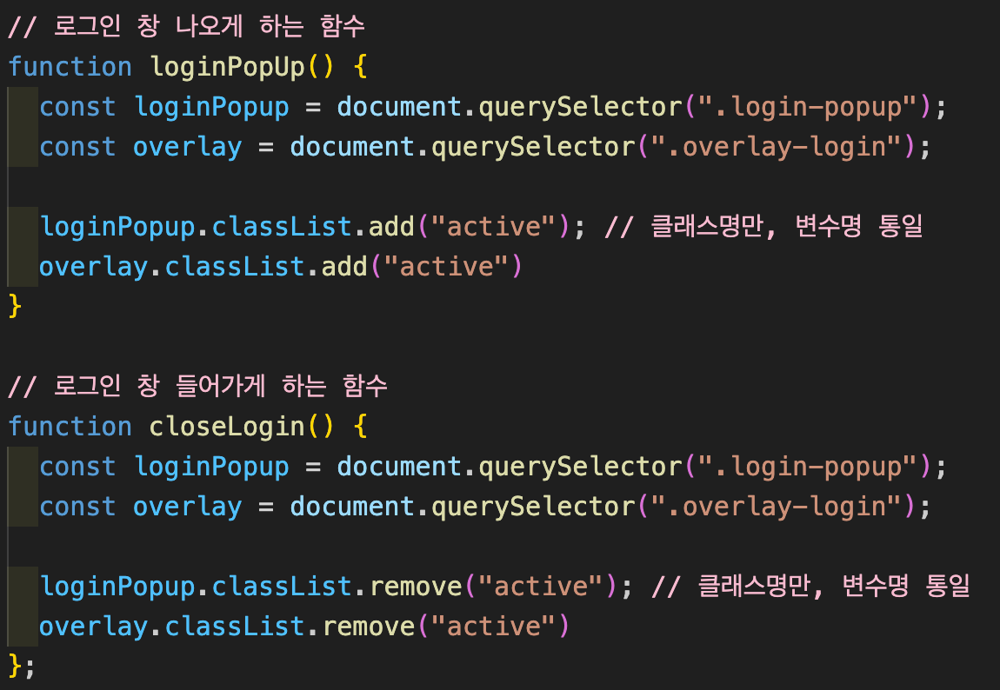 // 로그인 창 나오게 하는 함수
function loginPopUp() {
  const loginPopup = document.querySelector(".login-popup");
  const overlay = document.querySelector(".overlay-login");

  loginPopup.classList.add("active"); // 클래스명만, 변수명 통일
  overlay.classList.add("active")
}

// 로그인 창 들어가게 하는 함수
function closeLogin() {
  const loginPopup = document.querySelector(".login-popup");
  const overlay = document.querySelector(".overlay-login");

  loginPopup.classList.remove("active"); // 클래스명만, 변수명 통일
  overlay.classList.remove("active")
};